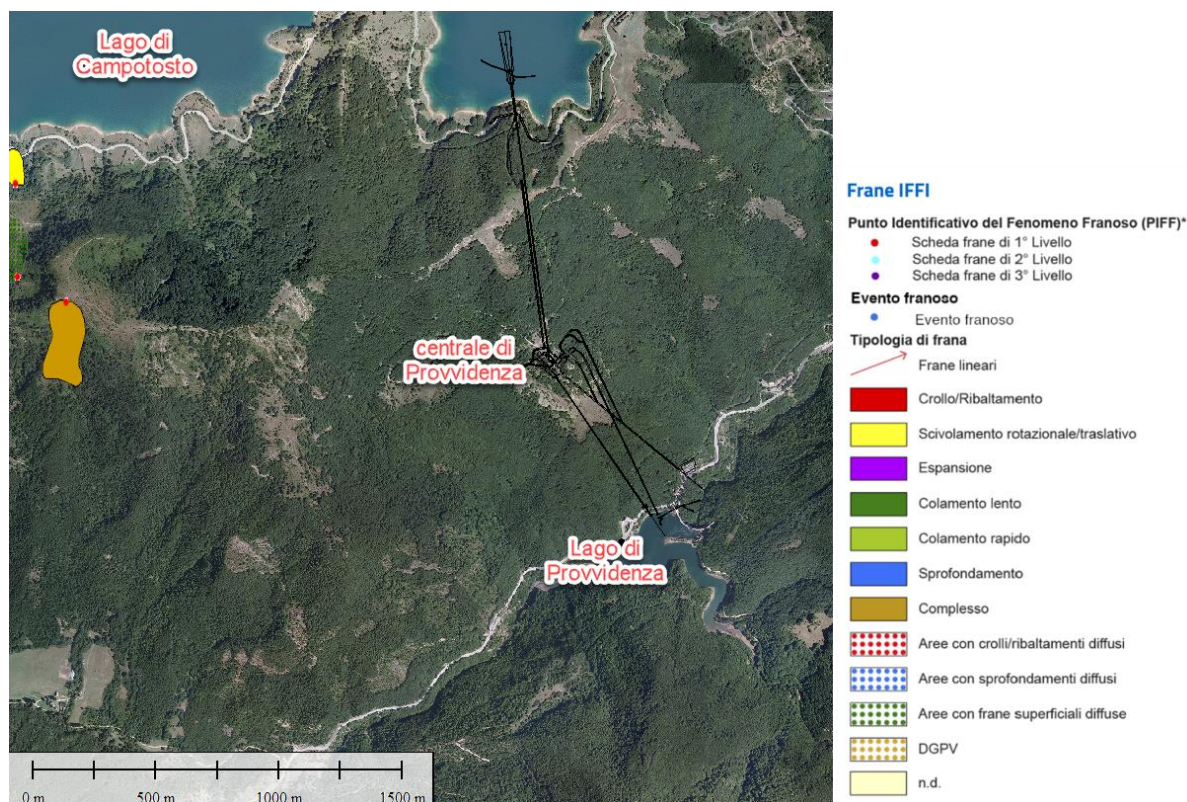 Lago di
Campotosto
centrale di
Provvidenza
Lago di
Provvidenza
0 m
500 m
1000 m
1500 m
Frane IFFI
Punto Identificativo del Fenomeno Franoso (PIFF)*
Scheda frane di 1° Livello
Scheda frane di 2° Livello
Scheda frane di 3° Livello
Evento franoso
Evento franoso
Tipologia di frana
Frane lineari
Crollo/Ribaltamento
Scivolamento rotazionale/traslativo
Espansione
Colamento lento
Colamento rapido
Sprofondamento
Complesso
Aree con crolli/ribaltamenti diffusi
Aree con sprofondamenti diffusi
Aree con frane superficiali diffuse
DGPV
n.d.